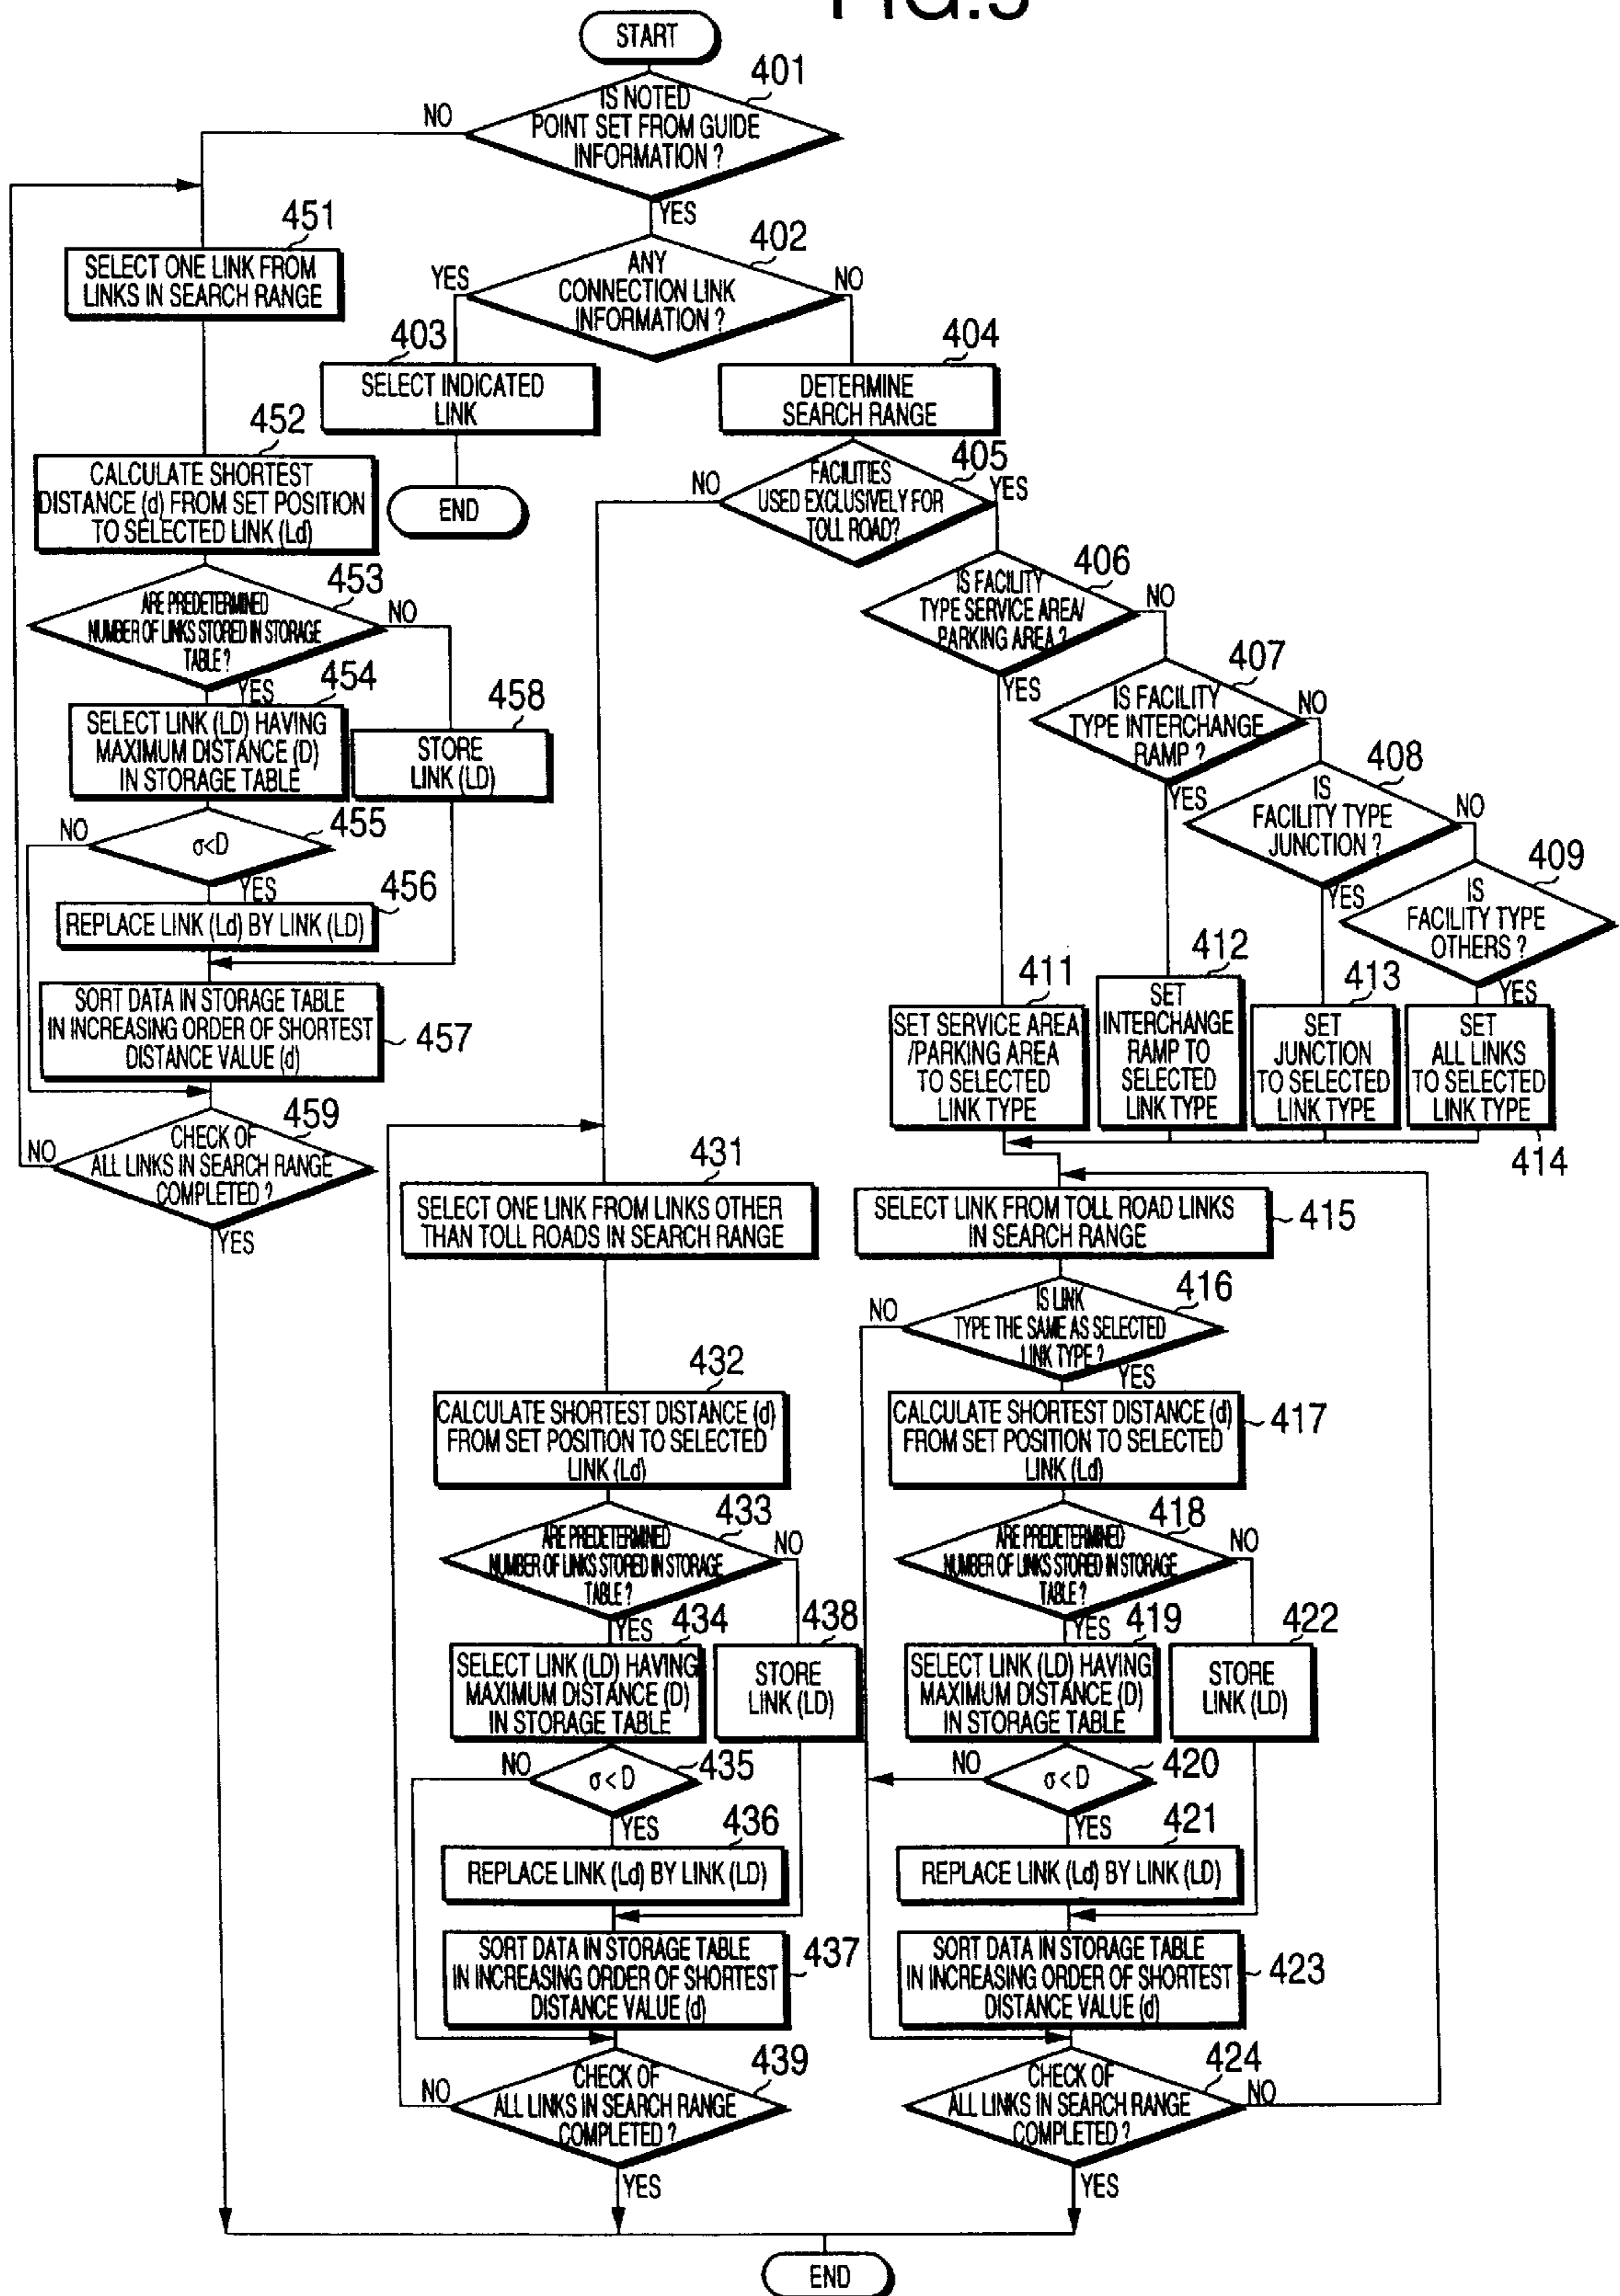 FIG.5
START
401
IS NOTED
POINT SET FROM GUIDE
INFORMATION ?
NO
YES
402
ANY
CONNECTION LINK
INFORMATION ?
YES
NO
403
SELECT INDICATED
LINK
END
404
DETERMINE
SEARCH RANGE
405
FACILITIES
USED EXCLUSIVELY FOR
TOLL ROAD?
NO
YES
406
IS FACILITY
TYPE SERVICE AREA/
PARKING AREA ?
NO
YES
407
IS FACILITY
TYPE INTERCHANGE
RAMP ?
NO
YES
408
IS
FACILITY TYPE
JUNCTION ?
NO
YES
409
IS
FACILITY TYPE
OTHERS ?
YES
411
SET SERVICE AREA
/PARKING AREA
TO SELECTED
LINK TYPE
412
SET
INTERCHANGE
RAMP TO
SELECTED
LINK TYPE
413
SET
JUNCTION
TO SELECTED
LINK TYPE
SET
ALL LINKS
TO SELECTED
LINK TYPE
414
451
SELECT ONE LINK FROM
LINKS IN SEARCH RANGE
452
CALCULATE SHORTEST
DISTANCE (d) FROM SET POSITION
TO SELECTED LINK (Ld)
453
ARE PREDETERMINED
NUMBER OF LINKS STORED IN STORAGE
TABLE ?
NO
YES
454
SELECT LINK (LD) HAVING
MAXIMUM DISTANCE (D)
IN STORAGE TABLE
458
STORE
LINK (LD)
455
σ<D
NO
YES
456
REPLACE LINK (Ld) BY LINK (LD)
SORT DATA IN STORAGE TABLE
IN INCREASING ORDER OF SHORTEST
DISTANCE VALUE (d)
457
459
CHECK OF
ALL LINKS IN SEARCH RANGE
COMPLETED ?
NO
YES
431
SELECT ONE LINK FROM LINKS OTHER
THAN TOLL ROADS IN SEARCH RANGE
432
CALCULATE SHORTEST DISTANCE (d)
FROM SET POSITION TO SELECTED
LINK (Ld)
433
ARE PREDETERMINED
NUMBER OF LINKS STORED IN STORAGE
TABLE ?
NO
YES
434
SELECT LINK (LD) HAVING
MAXIMUM DISTANCE (D)
IN STORAGE TABLE
438
STORE
LINK (LD)
435
σ<D
NO
YES
436
REPLACE LINK (Ld) BY LINK (LD)
SORT DATA IN STORAGE TABLE
IN INCREASING ORDER OF SHORTEST
DISTANCE VALUE (d)
437
439
CHECK OF
ALL LINKS IN SEARCH RANGE
COMPLETED ?
NO
YES
SELECT LINK FROM TOLL ROAD LINKS
IN SEARCH RANGE
415
416
IS LINK
TYPE THE SAME AS SELECTED
LINK TYPE ?
NO
YES
CALCULATE SHORTEST DISTANCE (d)
FROM SET POSITION TO SELECTED
LINK (Ld)
417
418
ARE PREDETERMINED
NUMBER OF LINKS STORED IN STORAGE
TABLE ?
NO
YES
419
SELECT LINK (LD) HAVING
MAXIMUM DISTANCE (D)
IN STORAGE TABLE
422
STORE
LINK (LD)
420
σ<D
NO
YES
421
REPLACE LINK (Ld) BY LINK (LD)
SORT DATA IN STORAGE TABLE
IN INCREASING ORDER OF SHORTEST
DISTANCE VALUE (d)
423
424
CHECK OF
ALL LINKS IN SEARCH RANGE
COMPLETED ?
NO
YES
END